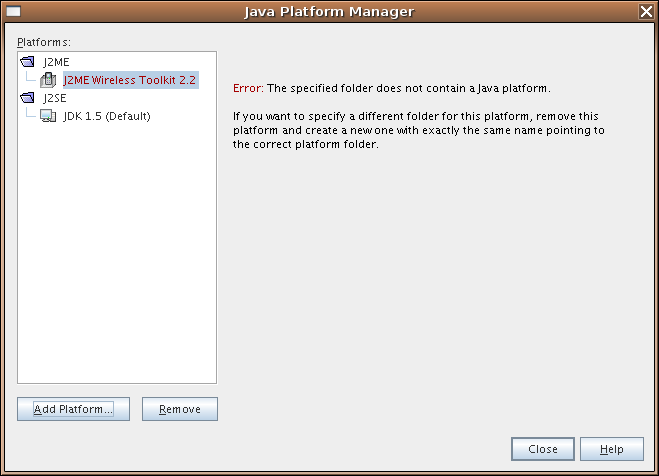 Java Platform Manager
Platforms:
J2ME
J2ME Wireless Toolkit 2.2
J2SE
JDK 1.5 (Default)
Error: The specified folder does not contain a Java platform.
If you want to specify a different folder for this platform, remove this
platform and create a new one with exactly the same name pointing to
the correct platform folder.
Add Platform...
Remove
Close
Help